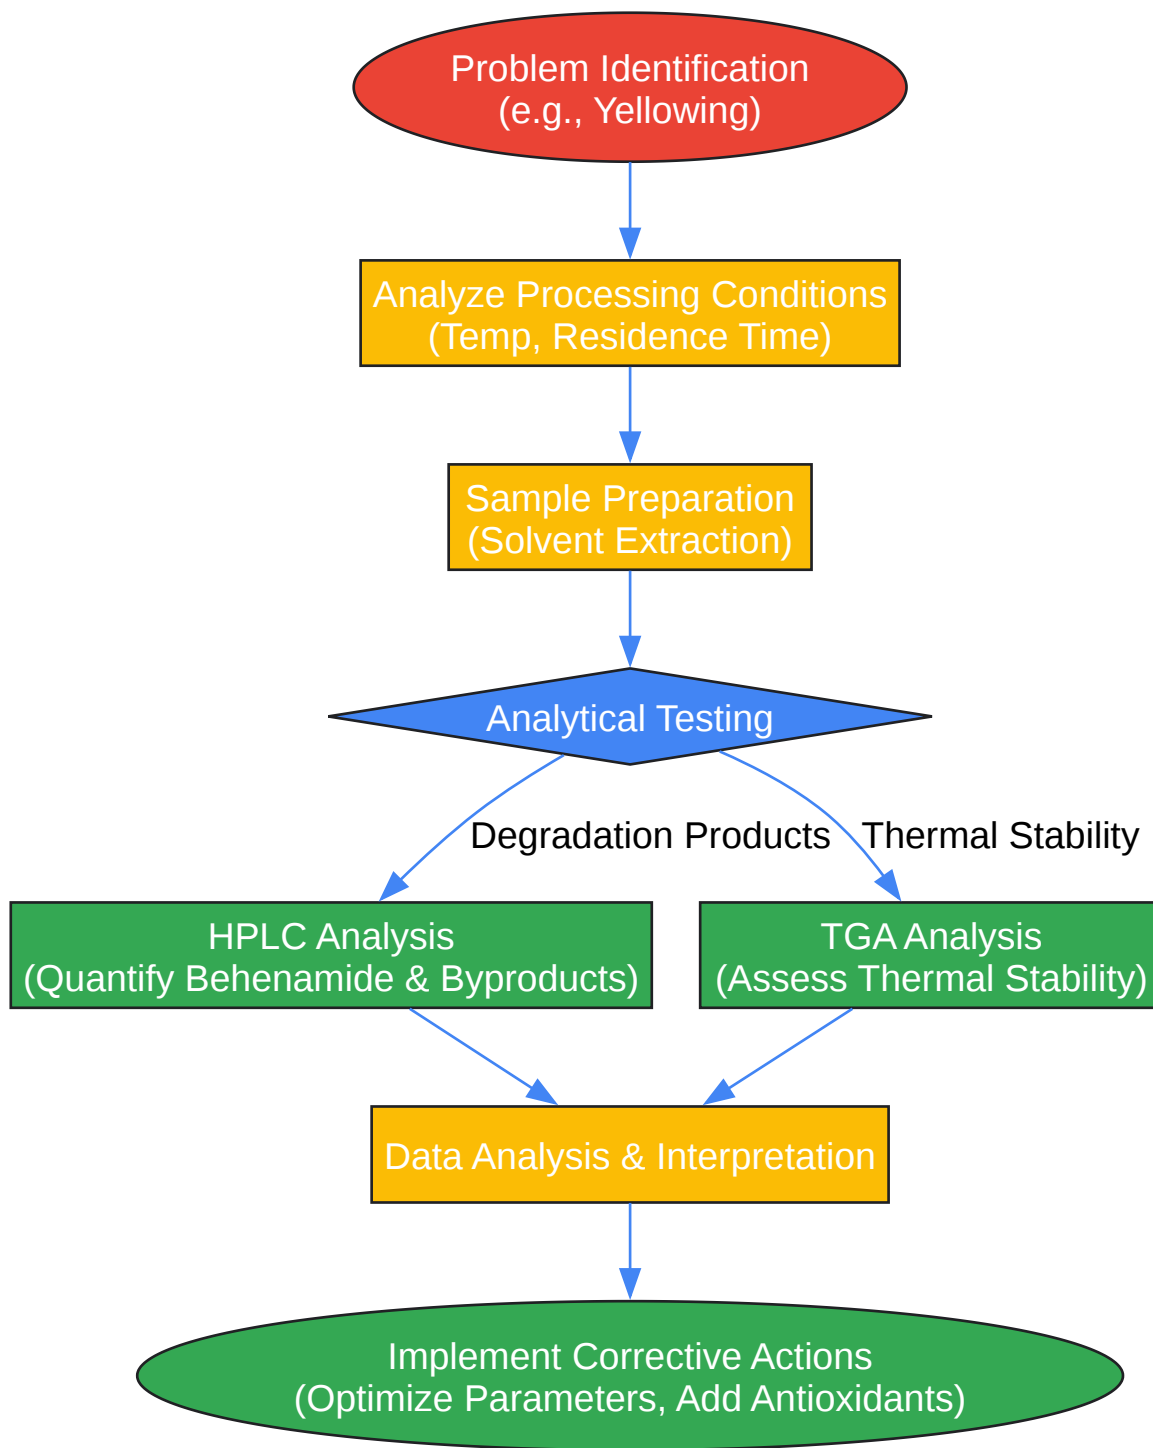 Problem Identification
(e.g., Yellowing)
Analyze Processing Conditions
(Temp, Residence Time)
Sample Preparation
(Solvent Extraction)
Analytical Testing
Degradation Products
Thermal Stability
HPLC Analysis
(Quantify Behenamide & Byproducts)
TGA Analysis
(Assess Thermal Stability)
Data Analysis & Interpretation
Implement Corrective Actions
(Optimize Parameters, Add Antioxidants)